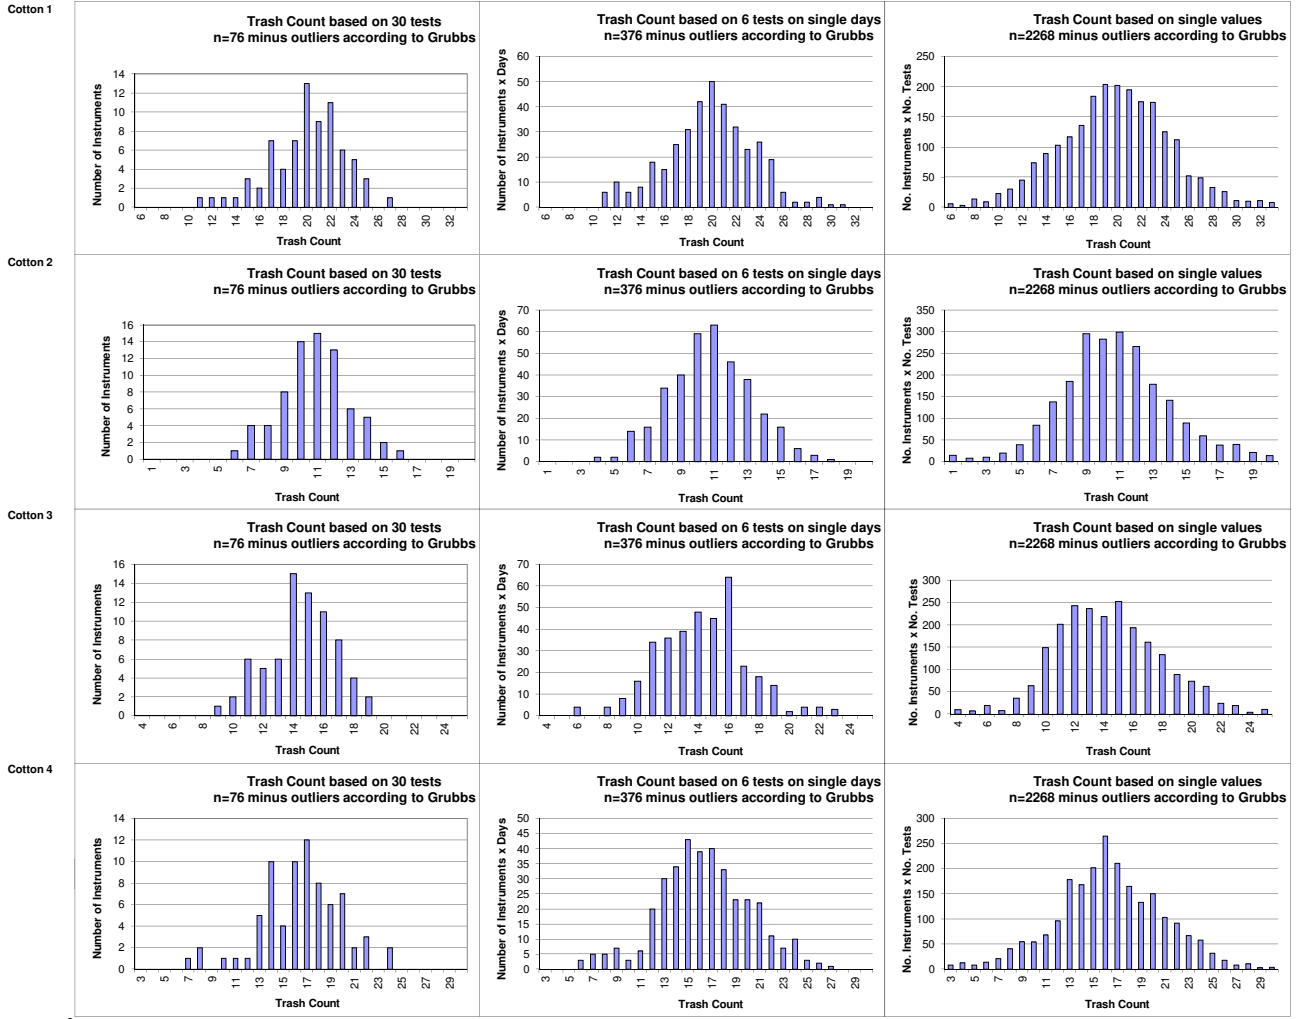 Cotton 1
Trash Count based on 30 tests
n=76 minus outliers according to Grubbs
Number of Instruments
14
12
10
8
6
4
2
0
6 8 10 12 14 16 18 20 22 24 26 28 30 32
Trash Count
Trash Count based on 6 tests on single days
n=376 minus outliers according to Grubbs
Number of Instruments x Days
60
50
40
30
20
10
0
6 8 10 12 14 16 18 20 22 24 26 28 30 32
Trash Count
Trash Count based on single values
n=2268 minus outliers according to Grubbs
No. Instruments x No. Tests
250
200
150
100
50
0
6 8 10 12 14 16 18 20 22 24 26 28 30 32
Trash Count
Cotton 2
Trash Count based on 30 tests
n=76 minus outliers according to Grubbs
Number of Instruments
16
14
12
10
8
6
4
2
0
1 3 5 7 9 11 13 15 17 19
Trash Count
Trash Count based on 6 tests on single days
n=376 minus outliers according to Grubbs
Number of Instruments x Days
70
60
50
40
30
20
10
0
1 3 5 7 9 11 13 15 17 19
Trash Count
Trash Count based on single values
n=2268 minus outliers according to Grubbs
No. Instruments x No. Tests
350
300
250
200
150
100
50
0
1 3 5 7 9 11 13 15 17 19
Trash Count
Cotton 3
Trash Count based on 30 tests
n=76 minus outliers according to Grubbs
Number of Instruments
16
14
12
10
8
6
4
2
0
4 6 8 10 12 14 16 18 20 22 24
Trash Count
Trash Count based on 6 tests on single days
n=376 minus outliers according to Grubbs
Number of Instruments x Days
70
60
50
40
30
20
10
0
4 6 8 10 12 14 16 18 20 22 24
Trash Count
Trash Count based on single values
n=2268 minus outliers according to Grubbs
No. Instruments x No. Tests
300
250
200
150
100
50
0
4 6 8 10 12 14 16 18 20 22 24
Trash Count
Cotton 4
Trash Count based on 30 tests
n=76 minus outliers according to Grubbs
Number of Instruments
14
12
10
8
6
4
2
0
3 5 7 9 11 13 15 17 19 21 23 25 27 29
Trash Count
Trash Count based on 6 tests on single days
n=376 minus outliers according to Grubbs
Number of Instruments x Days
50
45
40
35
30
25
20
15
10
5
0
3 5 7 9 11 13 15 17 19 21 23 25 27 29
Trash Count
Trash Count based on single values
n=2268 minus outliers according to Grubbs
No. Instruments x No. Tests
300
250
200
150
100
50
0
3 5 7 9 11 13 15 17 19 21 23 25 27 29
Trash Count